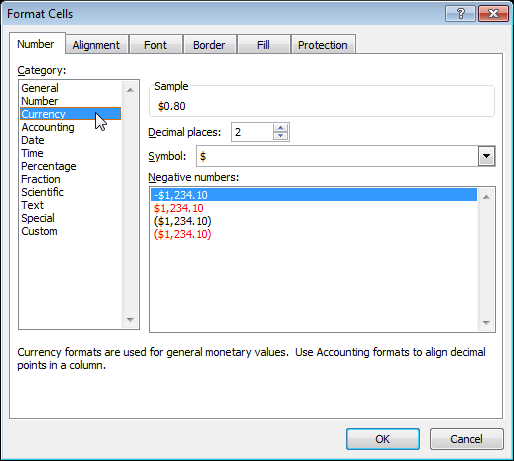 Format Cells
Number Alignment Font Border Fill Protection
Category:
General
Number
Currency
Accounting
Date
Time
Percentage
Fraction
Scientific
Text
Special
Custom
Sample
$0.80
Decimal places: 2
Symbol: $
Negative numbers:
-$1,234.10
$1,234.10
($1,234.10)
($1,234.10)
Currency formats are used for general monetary values.  Use Accounting formats to align decimal
points in a column.
OK Cancel